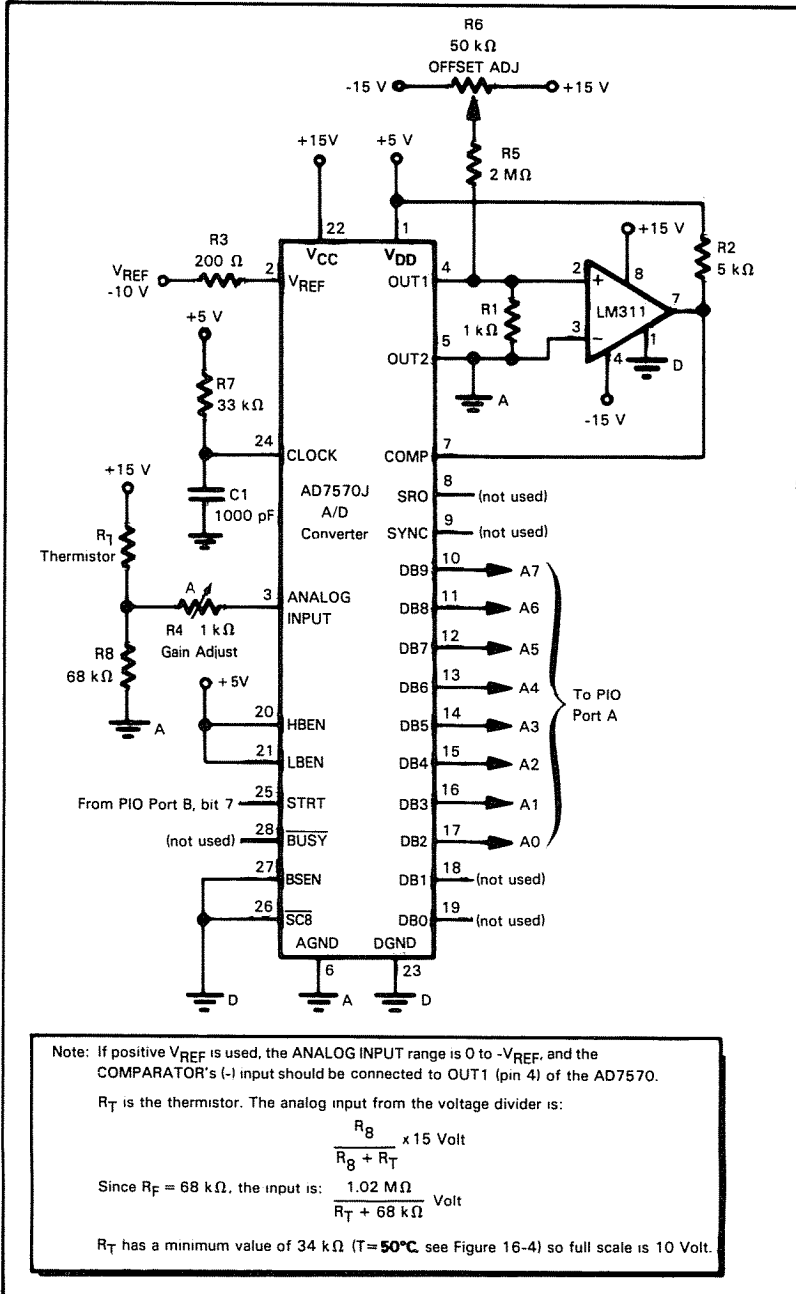 R6
50 kΩ
OFFSET ADJ
-15 V
+15 V
+15V
+5 V
R5
2 MΩ
22
1
VCC
VDD
R3
200 Ω
VREF
-10 V
2
VREF
OUT1
4
R1
1 kΩ
2
+
+15 V
8
LM311
7
R2
5 kΩ
3
−
4
1
D
-15 V
OUT2
5
A
+5 V
R7
33 kΩ
24
CLOCK
C1
1000 pF
COMP
7
AD7570J
A/D
Converter
SRO
8
(not used)
SYNC
9
(not used)
+15 V
RT
Thermistor
A
R4 1 kΩ
Gain Adjust
3
ANALOG
INPUT
R8
68 kΩ
A
DB9
10
A7
DB8
11
A6
DB7
12
A5
DB6
13
A4
DB5
14
A3
DB4
15
A2
DB3
16
A1
DB2
17
A0
To PIO
Port A
DB1
18
(not used)
DB0
19
(not used)
+5V
20
HBEN
21
LBEN
From PIO Port B, bit 7
25
STRT
(not used)
28
BUSY
27
BSEN
26
SC8
D
AGND
DGND
6
A
23
D
Note: If positive VREF is used, the ANALOG INPUT range is 0 to -VREF, and the
COMPARATOR's (-) input should be connected to OUT1 (pin 4) of the AD7570.
RT is the thermistor. The analog input from the voltage divider is:
R8
x 15 Volt
R8 + RT
Since RF = 68 kΩ, the input is:
1.02 MΩ
Volt
RT + 68 kΩ
RT has a minimum value of 34 kΩ (T=50°C, see Figure 16-4) so full scale is 10 Volt.